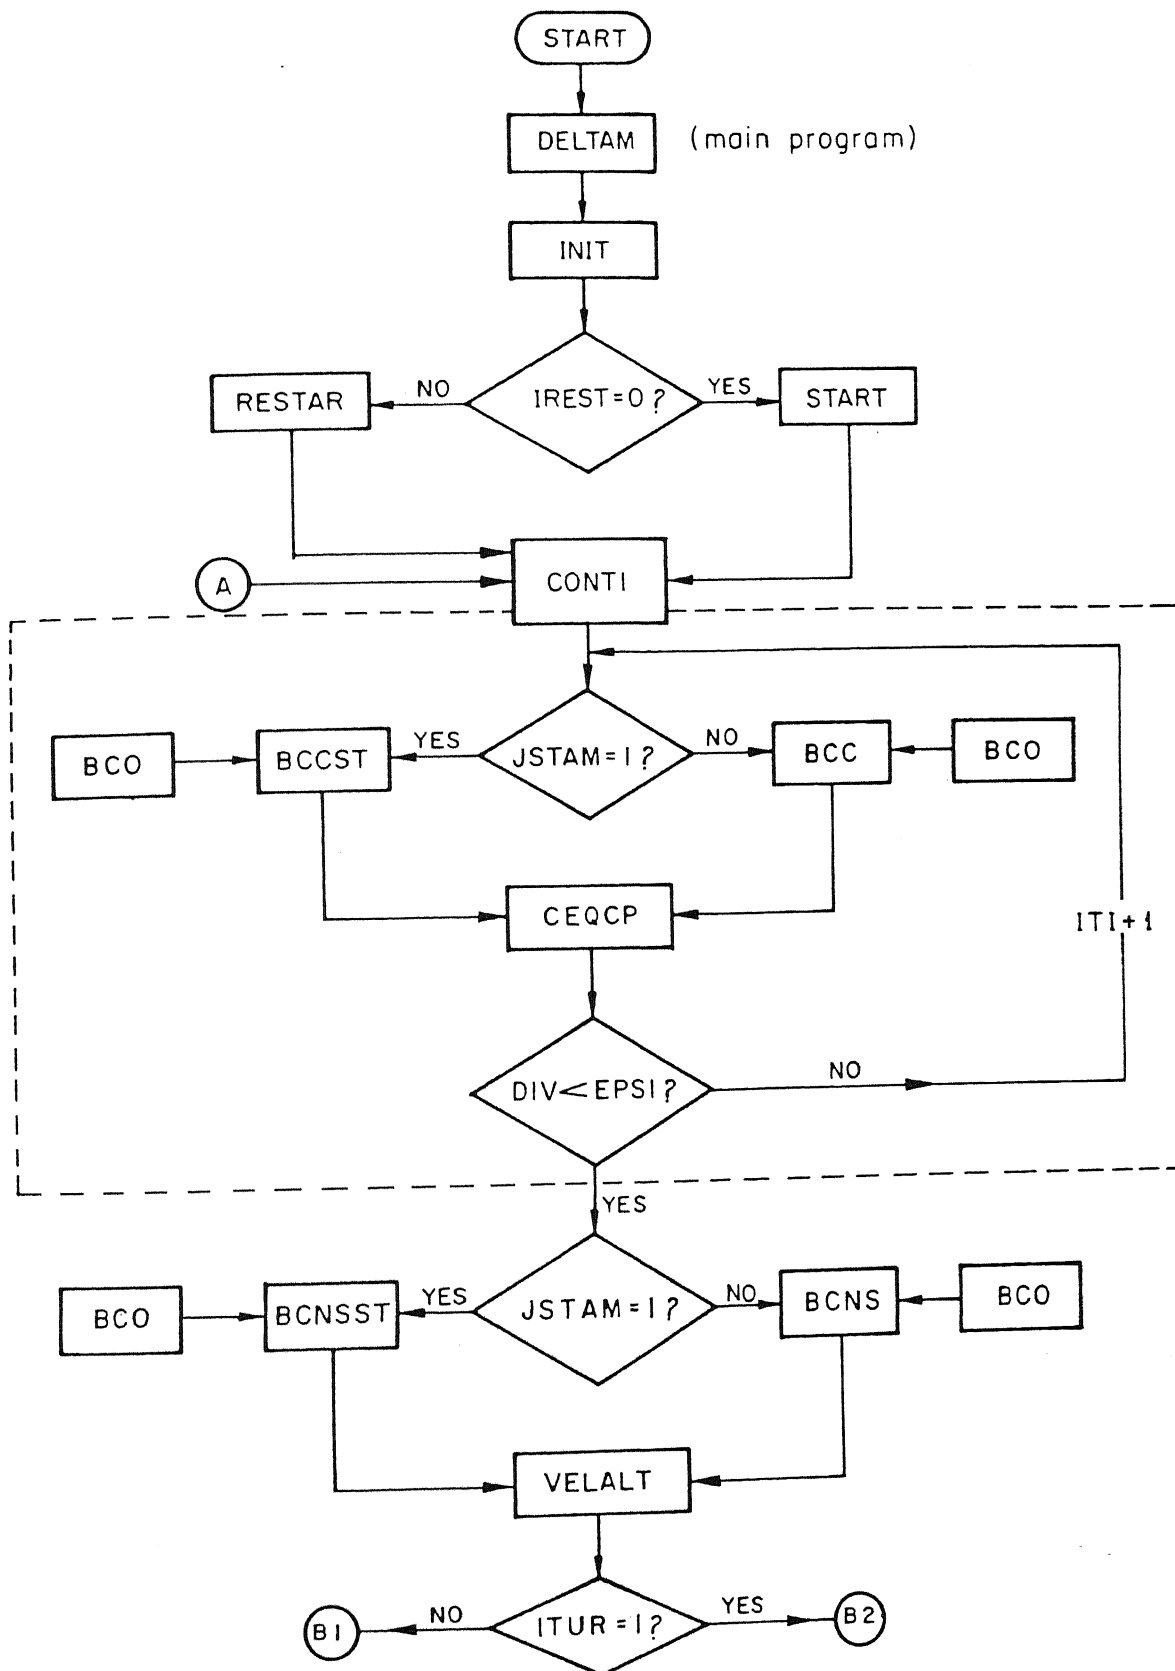 START
DELTAM (main program)
INIT
RESTAR NO IREST=0? YES START
A CONTI
BCO BCCST YES JSTAM=1? NO BCC BCO
CEQCP
ITI+1
DIV<EPSI? NO
YES
BCO BCNSST YES JSTAM=1? NO BCNS BCO
VELALT
B1 NO ITUR=1? YES B2